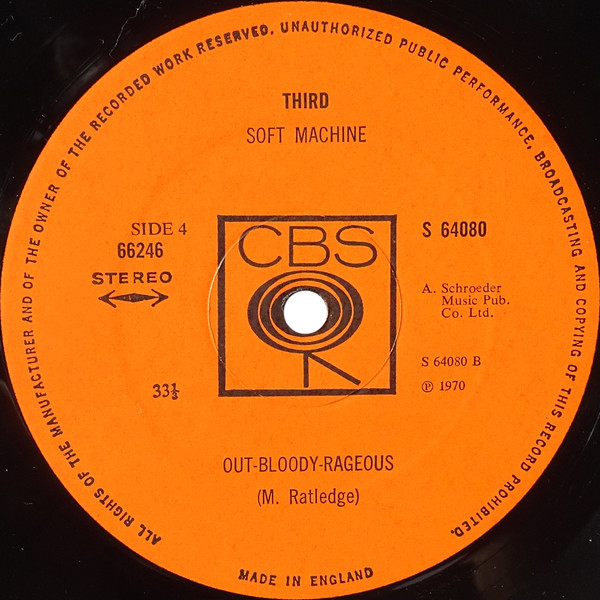 ALL RIGHTS OF THE MANUFACTURER AND OF THE OWNER OF THE RECORDED WORK RESERVED. UNAUTHORIZED PUBLIC PERFORMANCE, BROADCASTING AND COPYING OF THIS RECORD PROHIBITED.
THIRD
SOFT MACHINE
SIDE 4
66246
STEREO
33⅓
CBS
S 64080
A. Schroeder
Music Pub.
Co. Ltd.
S 64080 B
℗ 1970
OUT-BLOODY-RAGEOUS
(M. Ratledge)
MADE IN ENGLAND